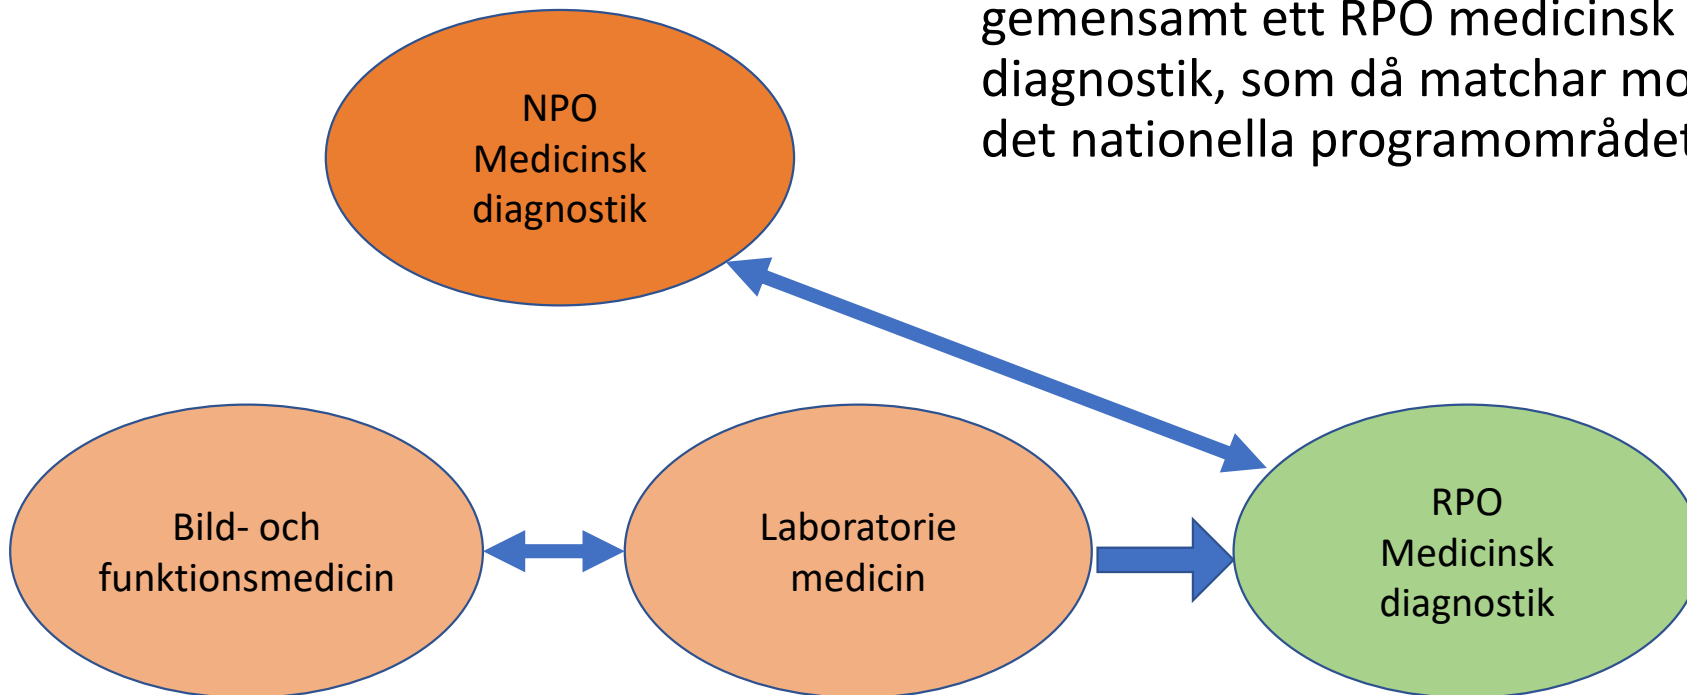 gemensamt ett RPO medicinsk
diagnostik, som då matchar
det nationella programområdet
NPO
Medicinsk
diagnostik
Bild- och
funktionsmedicin
Laboratorie
medicin
RPO
Medicinsk
diagnostik